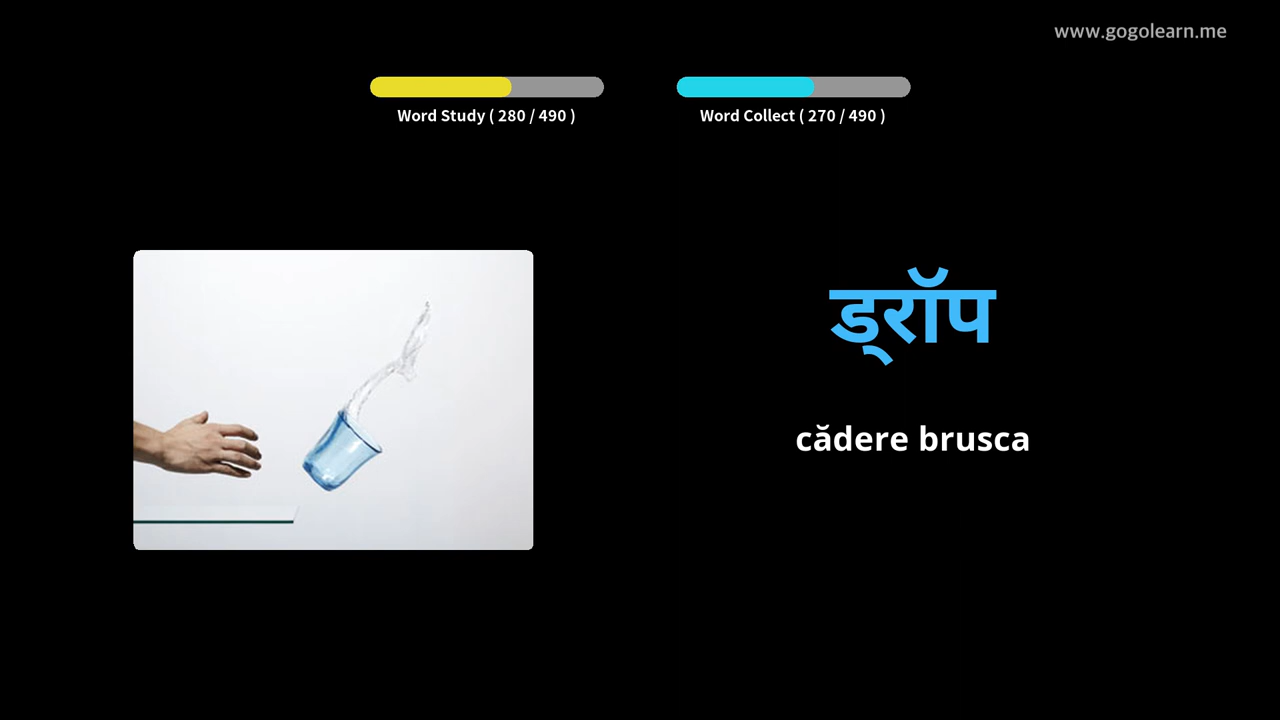 www.gogolearn.me
Word Study ( 280 / 490 )
Word Collect ( 270 / 490 )
ड्रॉप
cădere brusca